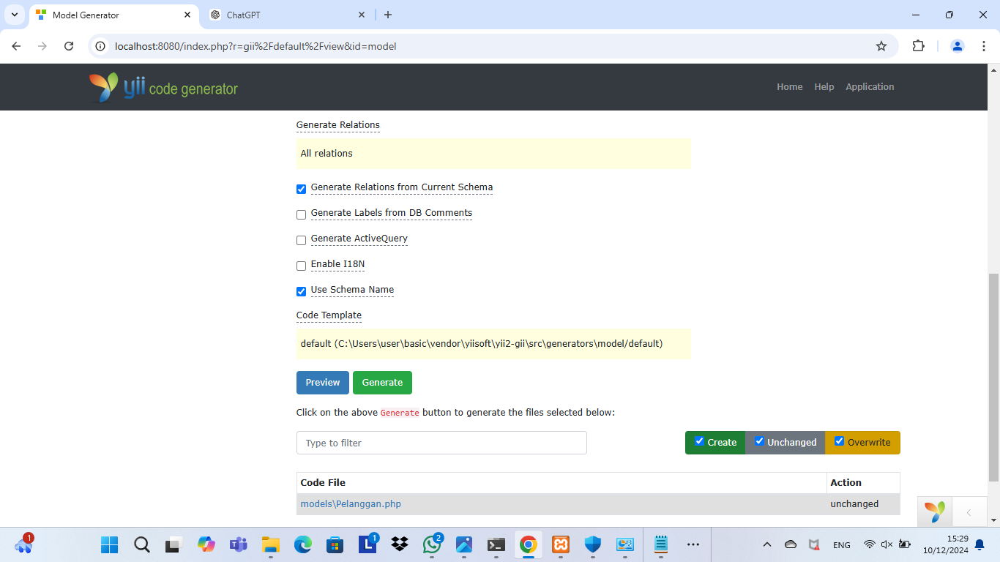 Model Generator
ChatGPT
localhost:8080/index.php?r=gii%2Fdefault%2Fview&id=model
yii code generator
Home Help Application
Generate Relations
All relations
Generate Relations from Current Schema
Generate Labels from DB Comments
Generate ActiveQuery
Enable I18N
Use Schema Name
Code Template
default (C:\Users\user\basic\vendor\yiisoft\yii2-gii\src\generators\model/default)
Preview Generate
Click on the above Generate button to generate the files selected below:
Type to filter
Create Unchanged Overwrite
Code File Action
models\Pelanggan.php unchanged
1
L 1
2
ENG
15:29
10/12/2024